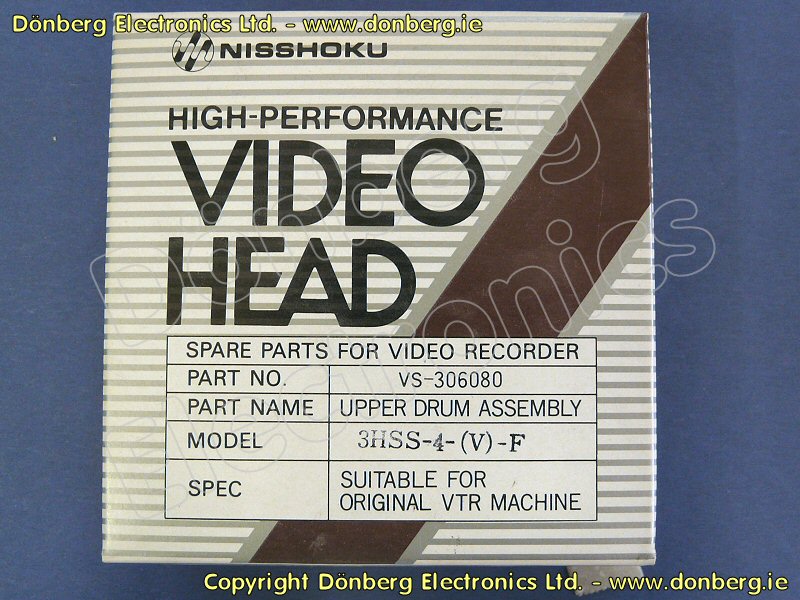 Dönberg Electronics Ltd. - www.donberg.ie
NISSHOKU
HIGH-PERFORMANCE
VIDEO
HEAD
Dönberg
Electronics
SPARE PARTS FOR VIDEO RECORDER
PART NO. VS-306080
PART NAME UPPER DRUM ASSEMBLY
MODEL 3HSS-4-(V)-F
SPEC SUITABLE FOR
ORIGINAL VTR MACHINE
Copyright Dönberg Electronics Ltd. - www.donberg.ie